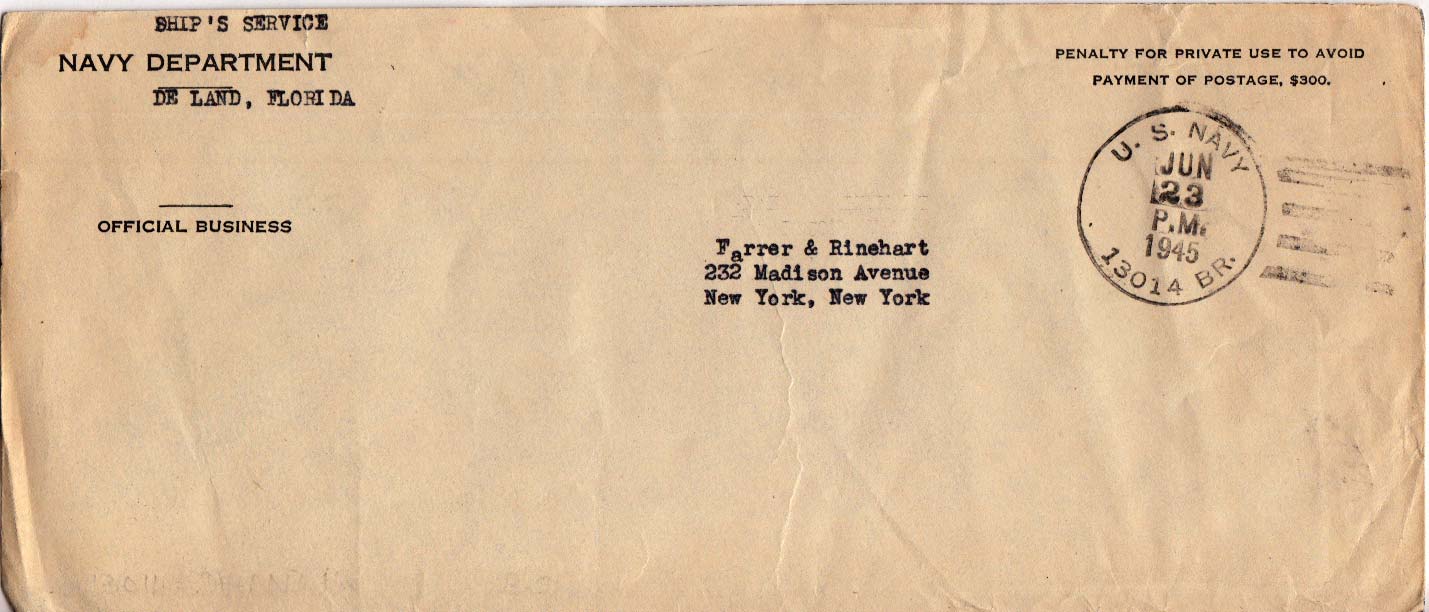 SHIP'S SERVICE
NAVY DEPARTMENT
DE LAND, FLORIDA
OFFICIAL BUSINESS
PENALTY FOR PRIVATE USE TO AVOID
PAYMENT OF POSTAGE, $300.
U. S. NAVY
JUN
23
P.M.
1945
13014 BR.
Farrer & Rinehart
232 Madison Avenue
New York, New York